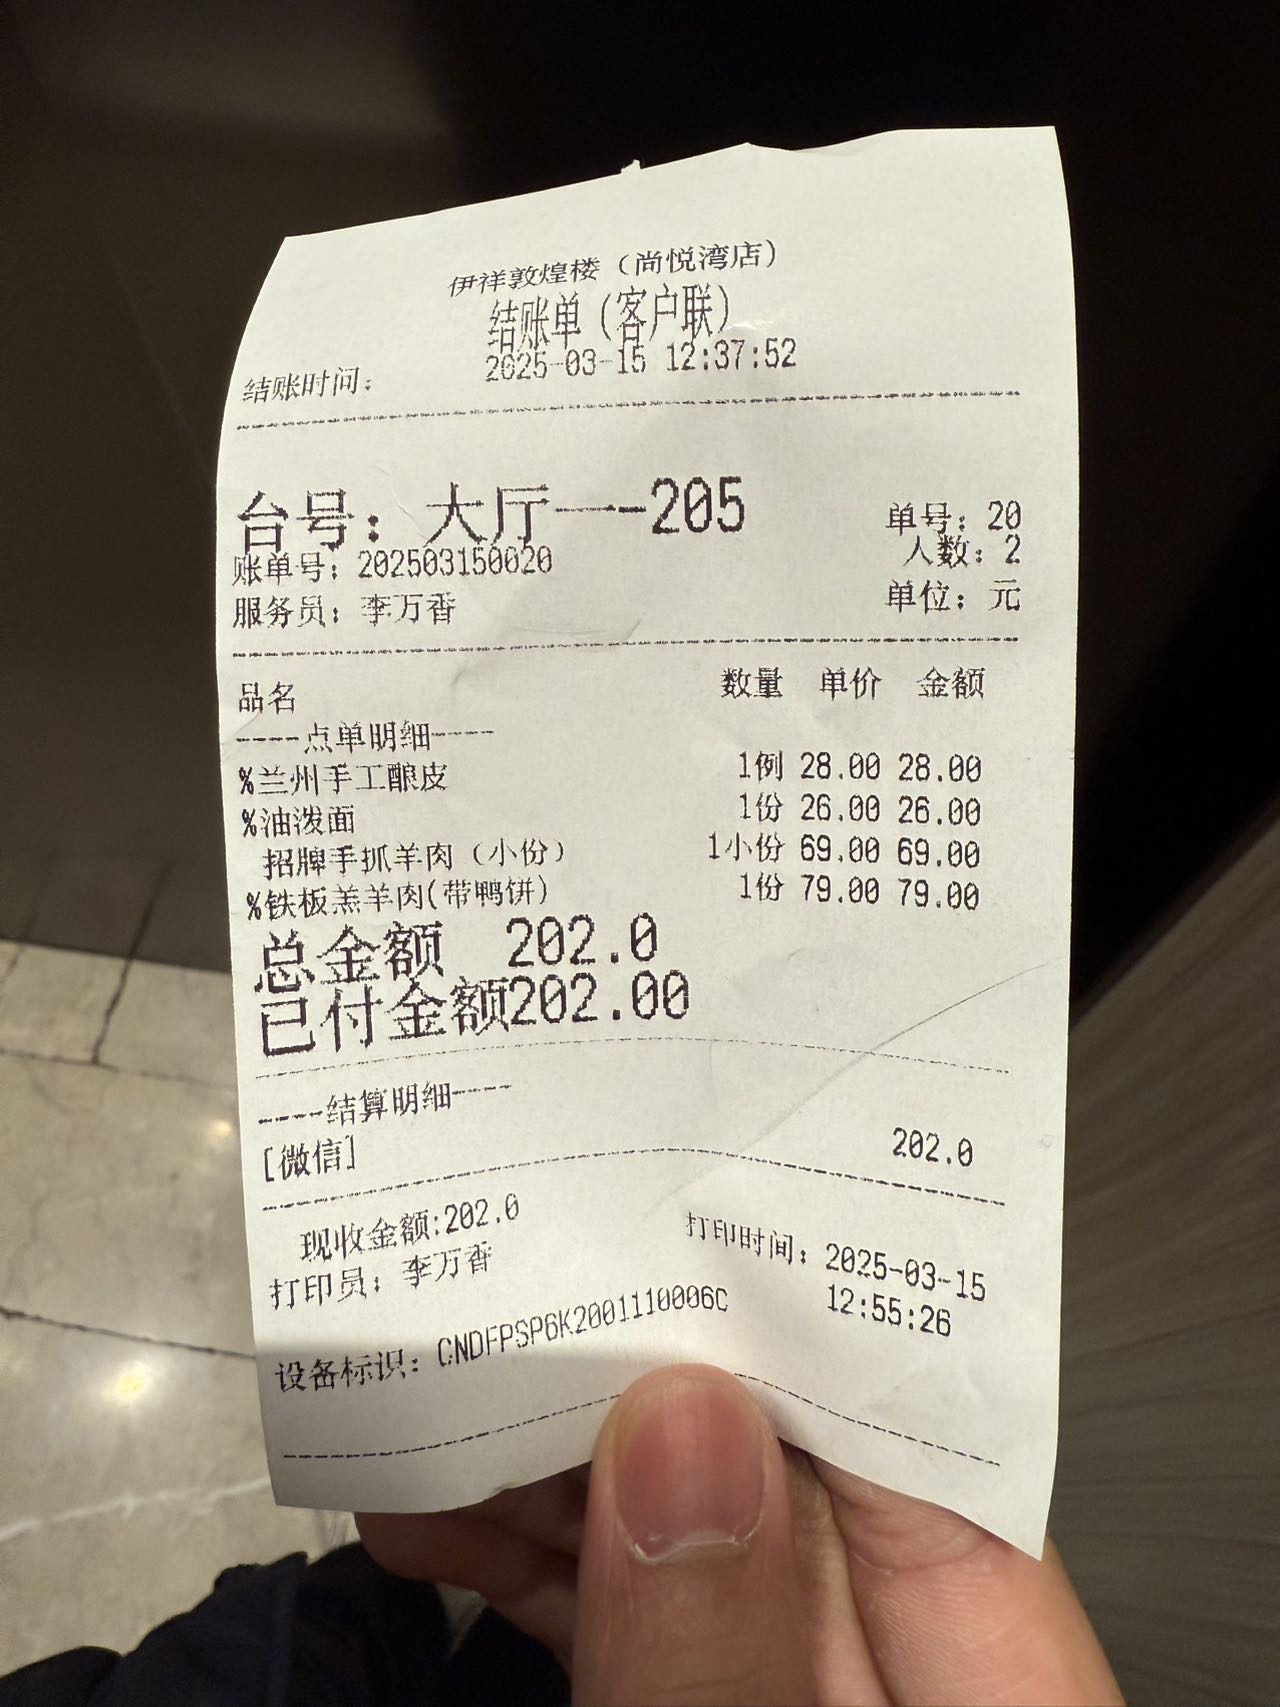 伊祥敦煌楼（尚悦湾店）
结账单（客户联）
结账时间： 2025-03-15 12:37:52
台号： 大厅——-205 单号：20
人数：2
账单号：202503150020
服务员：李万香 单位：元
品名 数量 单价 金额
----点单明细----
%兰州手工酿皮 1例 28.00 28.00
%油泼面 1份 26.00 26.00
招牌手抓羊肉（小份） 1小份 69.00 69.00
%铁板羔羊肉(带鸭饼) 1份 79.00 79.00
总金额 202.0
已付金额202.00
----结算明细----
[微信] 202.0
现收金额:202.0
打印员：李万香 打印时间：2025-03-15
12:55:26
设备标识：CNDFPSP6K2001110006C